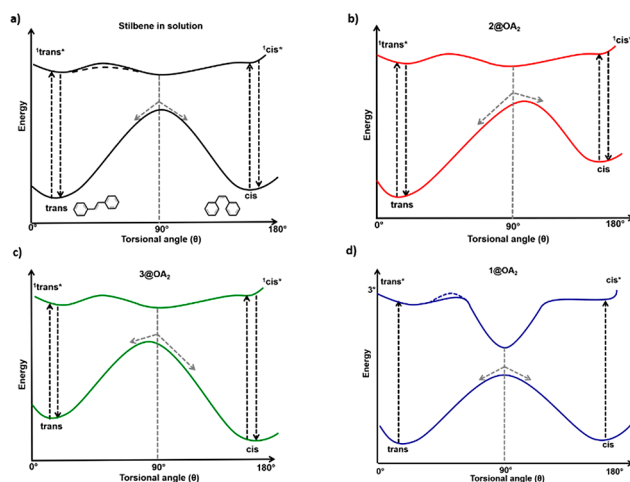 a)
Stilbene in solution
¹trans*
¹cis*
Energy
trans
cis
0°
90°
180°
Torsional angle (θ)
b)
2@OA₂
¹trans*
¹cis*
Energy
trans
cis
0°
90°
180°
Torsional angle (θ)
c)
3@OA₂
¹trans*
¹cis*
Energy
trans
cis
0°
90°
180°
Torsional angle (θ)
d)
1@OA₂
trans*
cis*
3*
Energy
trans
cis
0°
90°
180°
Torsional angle (θ)